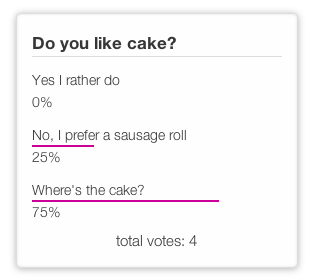 Do you like cake?
Yes I rather do
0%
No, I prefer a sausage roll
25%
Where's the cake?
75%
total votes: 4